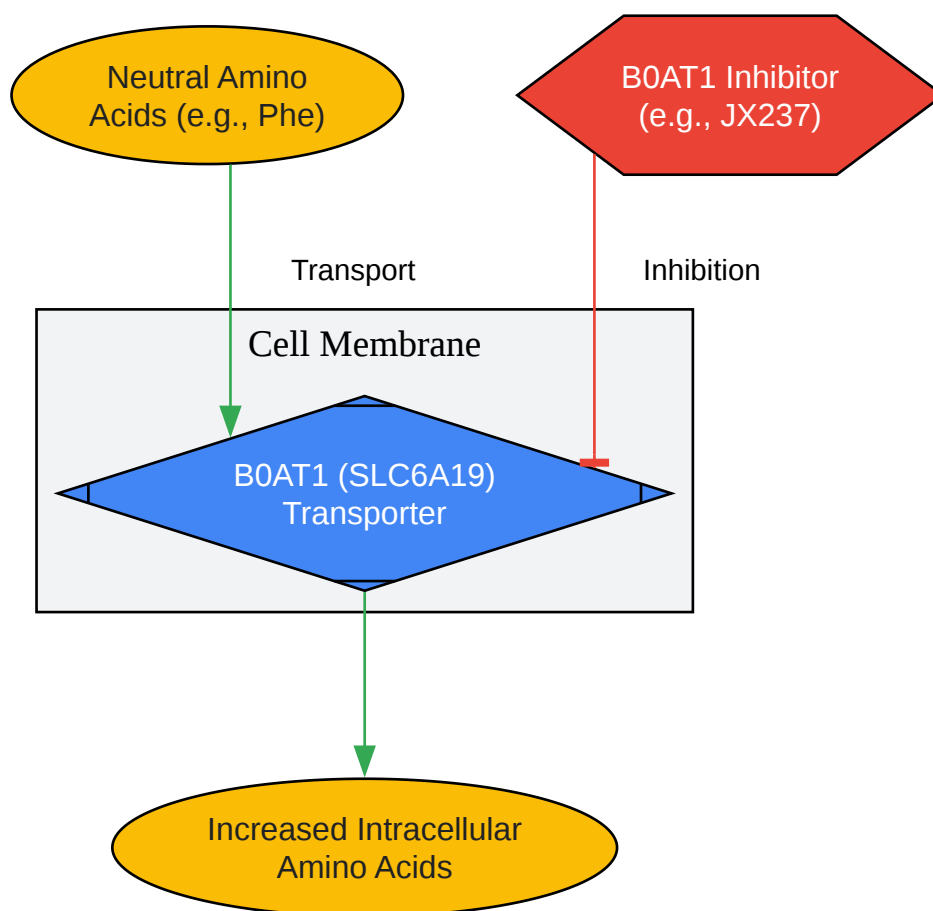 Neutral Amino
Acids (e.g., Phe)
B0AT1 Inhibitor
(e.g., JX237)
Transport
Inhibition
Cell Membrane
B0AT1 (SLC6A19)
Transporter
Increased Intracellular
Amino Acids